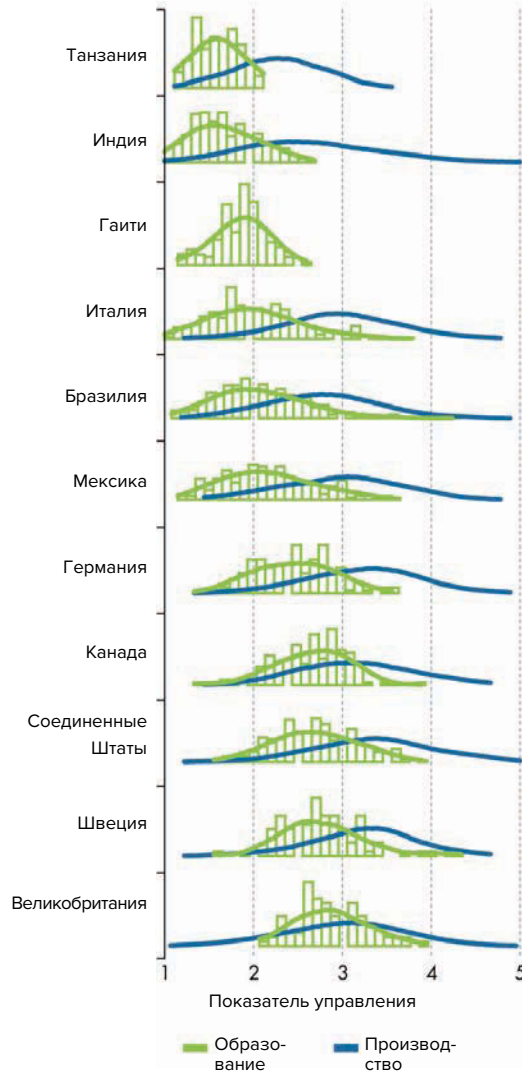 Танзания
Индия
Гаити
Италия
Бразилия
Мексика
Германия
Канада
Соединенные
Штаты
Швеция
Великобритания
1 2 3 4 5
Показатель управления
Образо-
вание
Производ-
ство